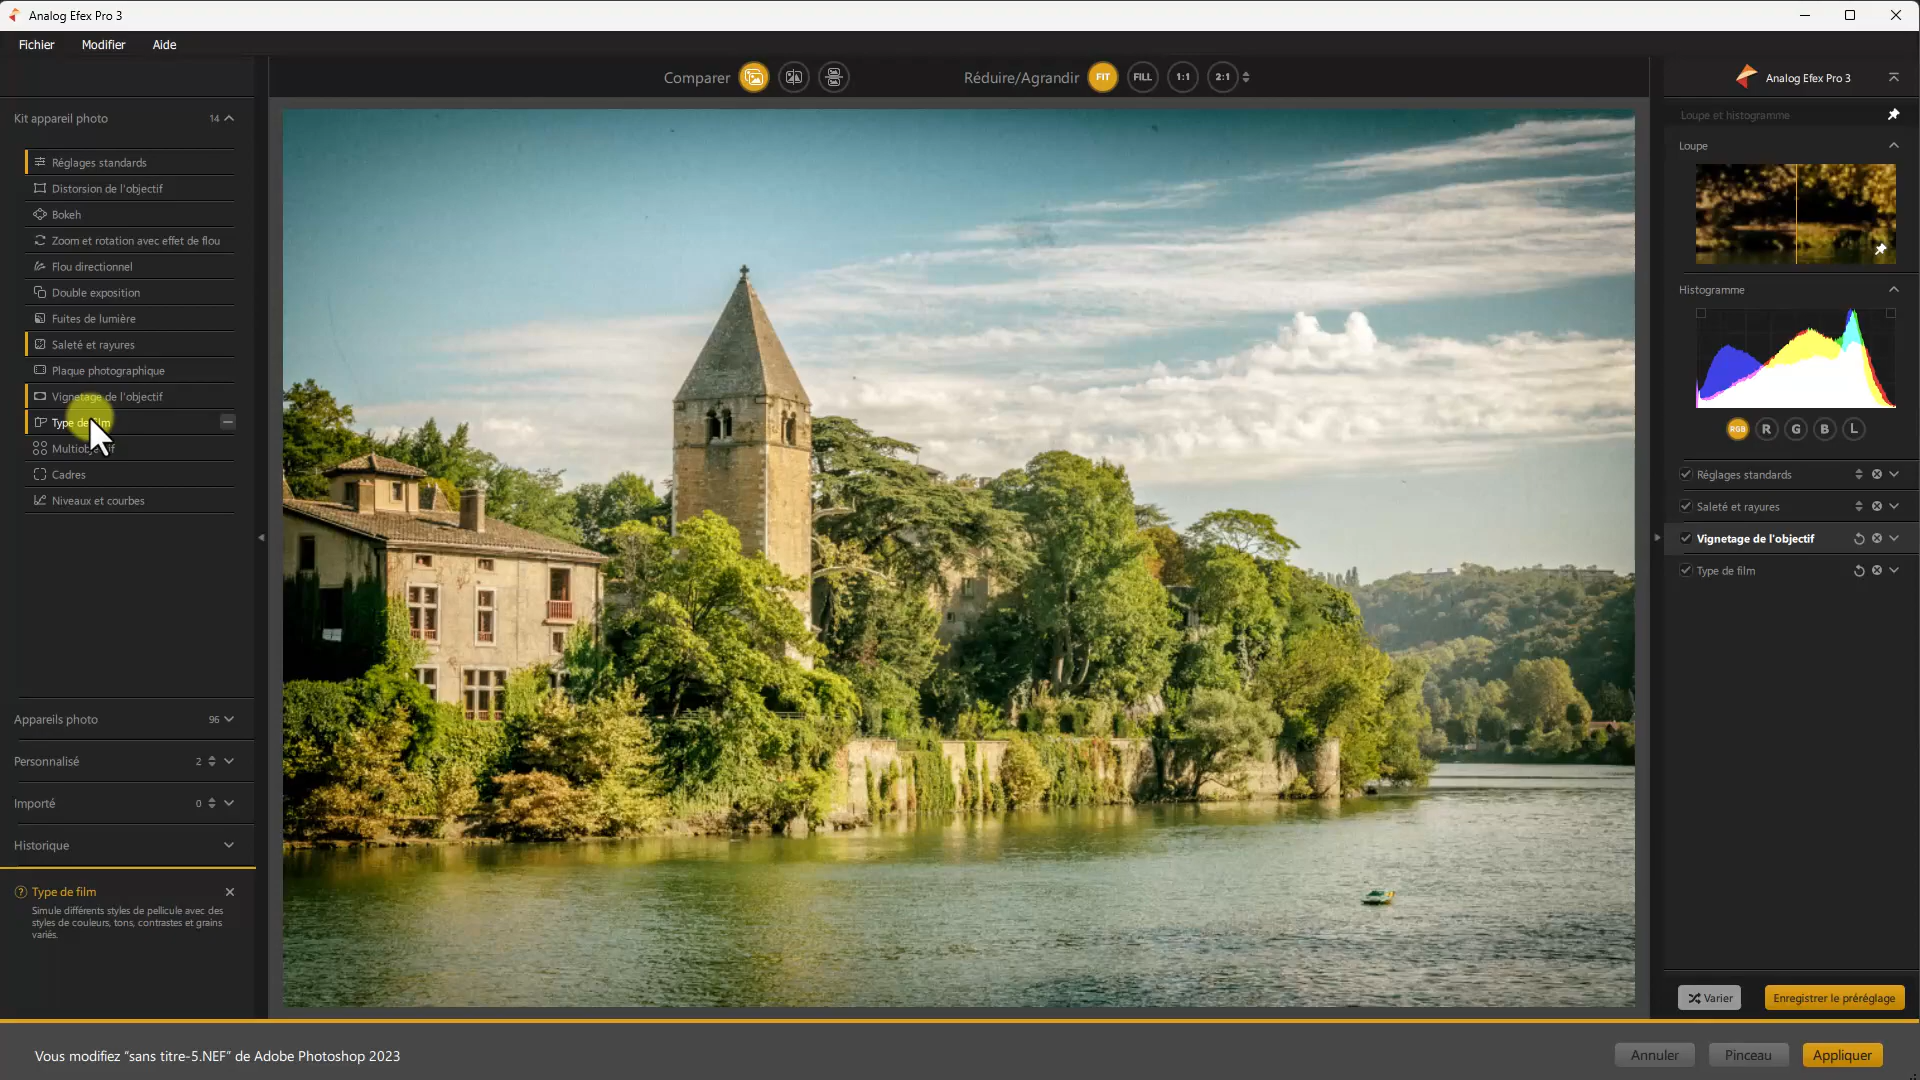 Analog Efex Pro 3
Fichier Modifier Aide
Comparer
Réduire/Agrandir FIT FILL 1:1 2:1
Analog Efex Pro 3
Kit appareil photo 14
Réglages standards
Distorsion de l'objectif
Bokeh
Zoom et rotation avec effet de flou
Flou directionnel
Double exposition
Fuites de lumière
Saleté et rayures
Plaque photographique
Vignetage de l'objectif
Type de film
Cadres
Niveaux et courbes
Appareils photo 96
Personnalisé 2
Importé 0
Historique
Type de film
Simule différents styles de pellicule avec des
styles de couleurs, tons, contrastes et grains
variés.
Loupe et histogramme
Loupe
Histogramme
RGB R G B L
Réglages standards
Saleté et rayures
Vignetage de l'objectif
Type de film
Varier Enregistrer le préréglage
Vous modifiez "sans titre-5.NEF" de Adobe Photoshop 2023
Annuler Pinceau Appliquer